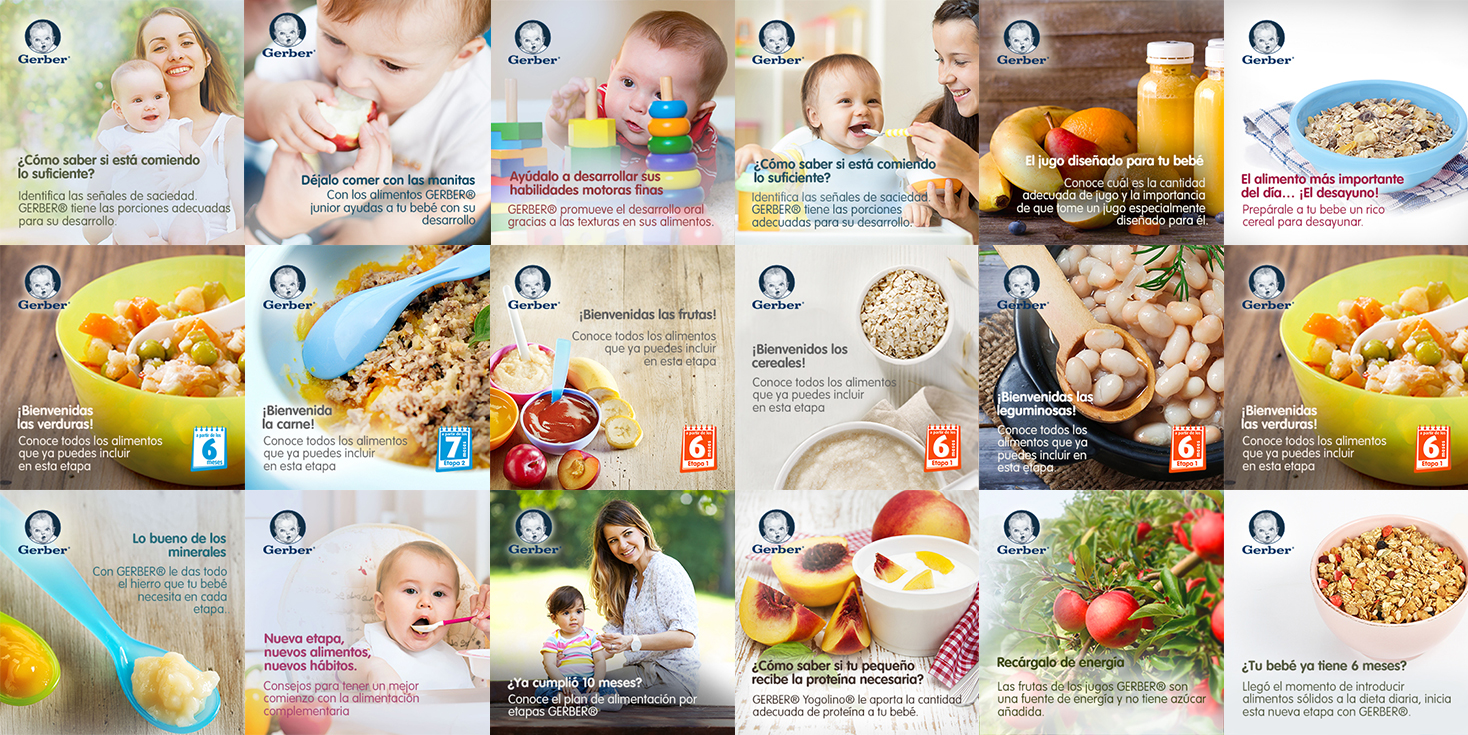 Gerber®
¿Cómo saber si está comiendo
lo suficiente?
Identifica las señales de saciedad.
GERBER® tiene las porciones adecuadas
para su desarrollo.
Gerber®
Déjalo comer con las manitas
Con los alimentos GERBER®
junior ayudas a tu bebé con su
desarrollo
Gerber®
Ayúdalo a desarrollar sus
habilidades motoras finas
GERBER® promueve el desarrollo oral
gracias a las texturas en sus alimentos.
Gerber®
¿Cómo saber si está comiendo
lo suficiente?
Identifica las señales de saciedad.
GERBER® tiene las porciones
adecuadas para su desarrollo.
Gerber®
El jugo diseñado para tu bebé
Conoce cuál es la cantidad
adecuada de jugo y la importancia
de que tome un jugo especialmente
diseñado para él.
Gerber®
El alimento más importante
del día... ¡El desayuno!
Prepárale a tu bebe un rico
cereal para desayunar.
Gerber®
¡Bienvenidas
las verduras!
Conoce todos los alimentos
que ya puedes incluir
en esta etapa
a partir de los
6
meses
Gerber®
¡Bienvenida
la carne!
Conoce todos los alimentos
que ya puedes incluir
en esta etapa
a partir de los
7
meses
Etapa 2
Gerber®
¡Bienvenidas las frutas!
Conoce todos los alimentos
que ya puedes incluir
en esta etapa
a partir de los
6
meses
Etapa 1
Gerber®
¡Bienvenidos los
cereales!
Conoce todos los alimentos
que ya puedes incluir
en esta etapa
a partir de los
6
meses
Etapa 1
Gerber®
¡Bienvenidas las
leguminosas!
Conoce todos los
alimentos que ya
puedes incluir en
esta etapa.
a partir de los
6
meses
Etapa 1
Gerber®
¡Bienvenidas
las verduras!
Conoce todos los alimentos
que ya puedes incluir
en esta etapa
a partir de los
6
meses
Etapa 1
Gerber®
Lo bueno de los
minerales
Con GERBER® le das todo
el hierro que tu bebé
necesita en cada
etapa.
Gerber®
Nueva etapa,
nuevos alimentos,
nuevos hábitos.
Consejos para tener un mejor
comienzo con la alimentación
complementaria
Gerber®
¿Ya cumplió 10 meses?
Conoce el plan de alimentación por
etapas GERBER®
Gerber®
¿Cómo saber si tu pequeño
recibe la proteína necesaria?
GERBER® Yogolino® le aporta la cantidad
adecuada de proteína a tu bebé.
Gerber®
Recárgalo de energía
Las frutas de los jugos GERBER® son
una fuente de energía y no tiene azúcar
añadida.
Gerber®
¿Tu bebé ya tiene 6 meses?
Llegó el momento de introducir
alimentos sólidos a la dieta diaria, inicia
esta nueva etapa con GERBER®.